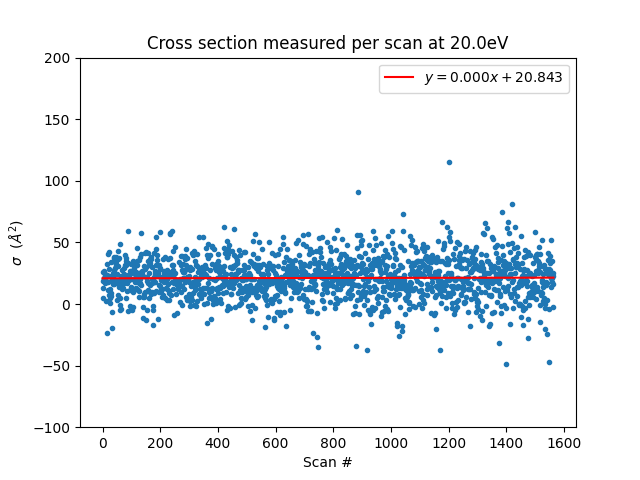 Cross section measured per scan at 20.0eV
y = 0.000x + 20.843
200
150
100
50
0
−50
−100
σ (Å²)
0 200 400 600 800 1000 1200 1400 1600
Scan #